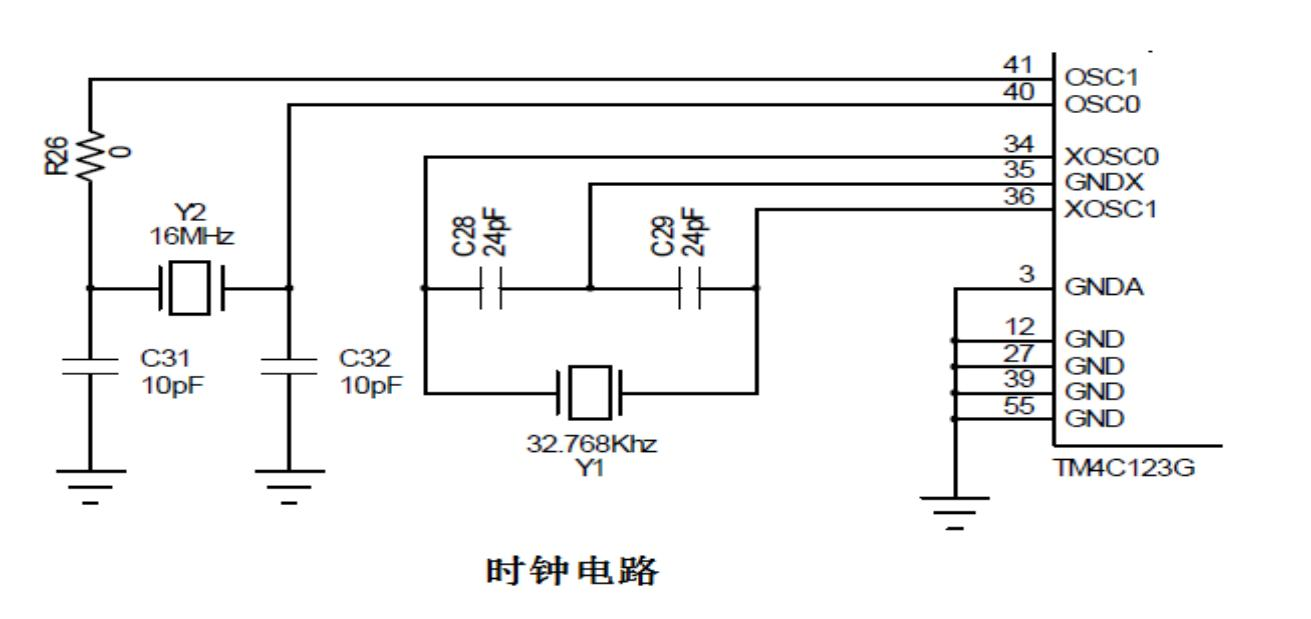 41 OSC1
40 OSC0
34 XOSC0
35 GNDX
36 XOSC1
R26 0
Y2
16MHz
C28 24pF
C29 24pF
3 GNDA
12 GND
27 GND
39 GND
55 GND
C31
10pF
C32
10pF
32.768Khz
Y1
TM4C123G
时钟电路